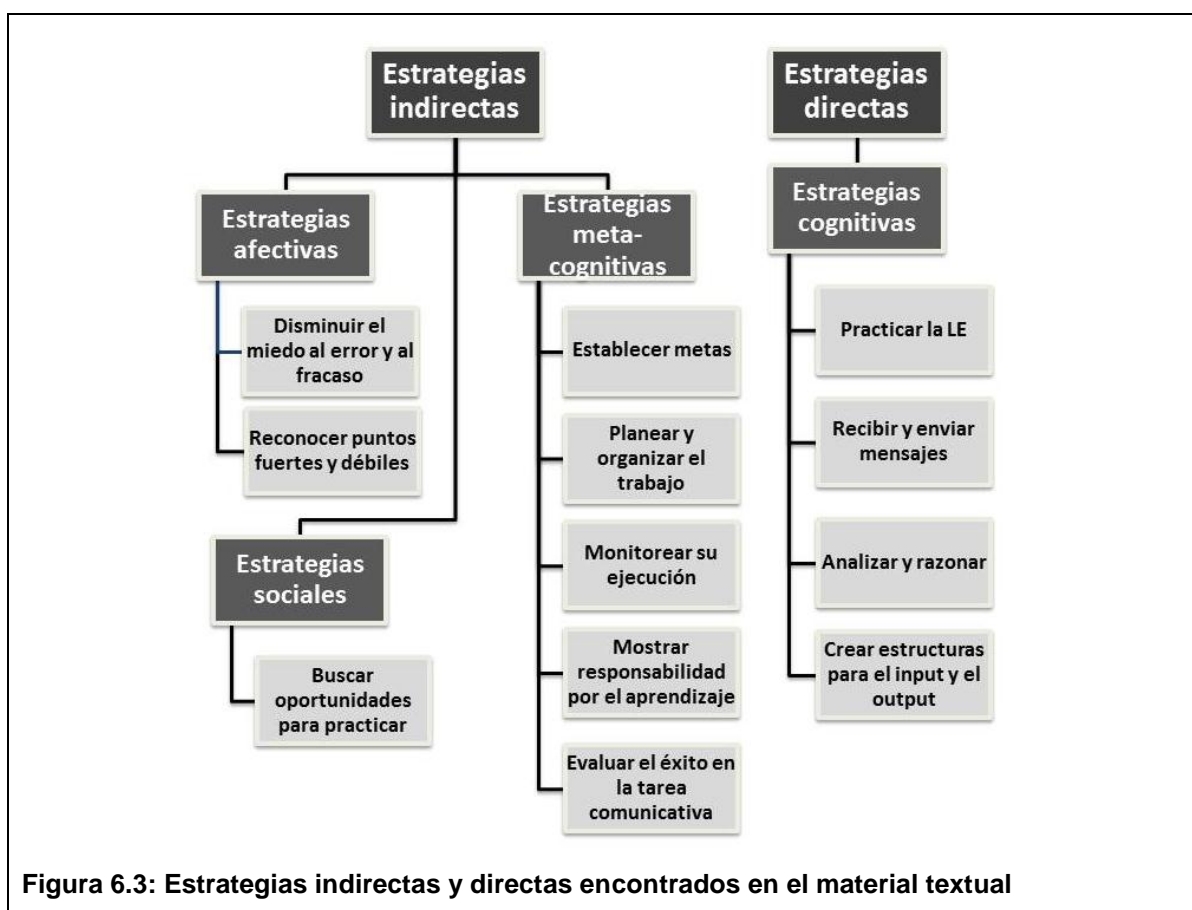 Estrategias
indirectas
Estrategias
afectivas
Disminuir el
miedo al error y al
fracaso
Reconocer puntos
fuertes y débiles
Estrategias
sociales
Buscar
oportunidades
para practicar
Estrategias
meta-
cognitivas
Establecer metas
Planear y
organizar el
trabajo
Monitorear su
ejecución
Mostrar
responsabilidad
por el aprendizaje
Evaluar el éxito en
la tarea
comunicativa
Estrategias
directas
Estrategias
cognitivas
Practicar la LE
Recibir y enviar
mensajes
Analizar y razonar
Crear estructuras
para el input y el
output
Figura 6.3: Estrategias indirectas y directas encontrados en el material textual